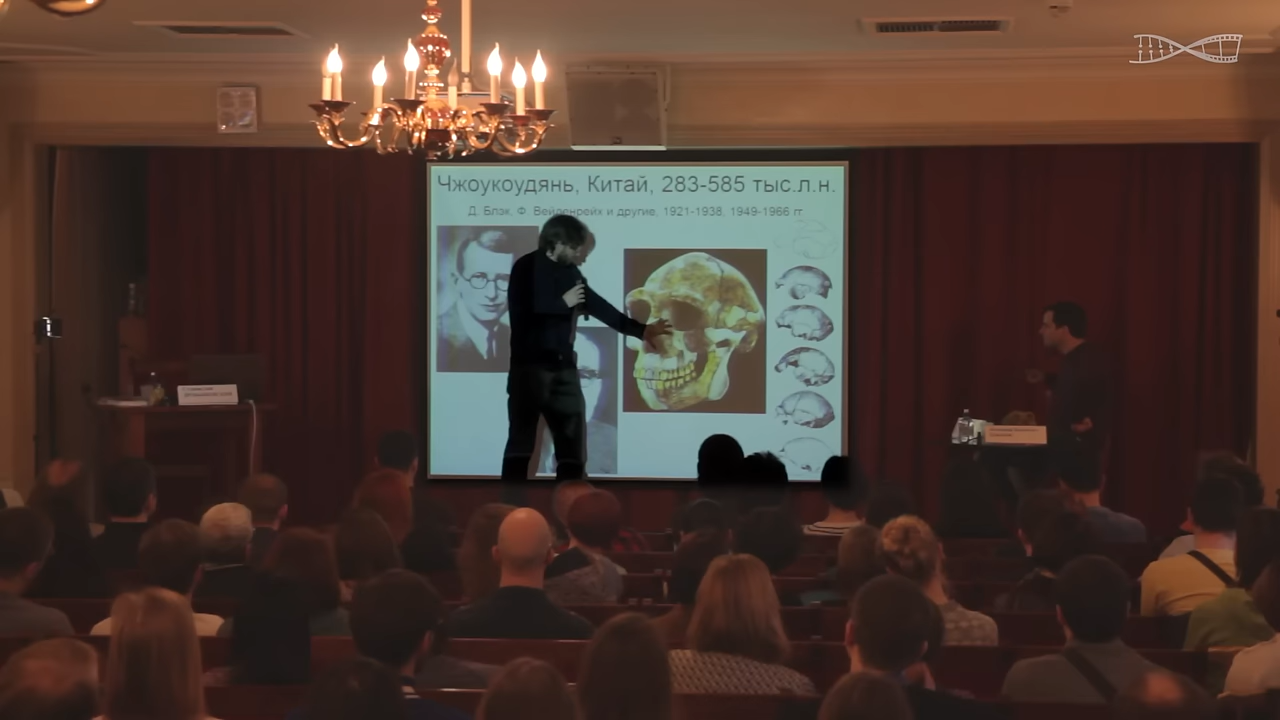 Чжоукоудянь, Китай, 283-585 тыс.л.н.
Д. Блэк, Ф. Вейденрейх и другие, 1921-1938, 1949-1966 гг